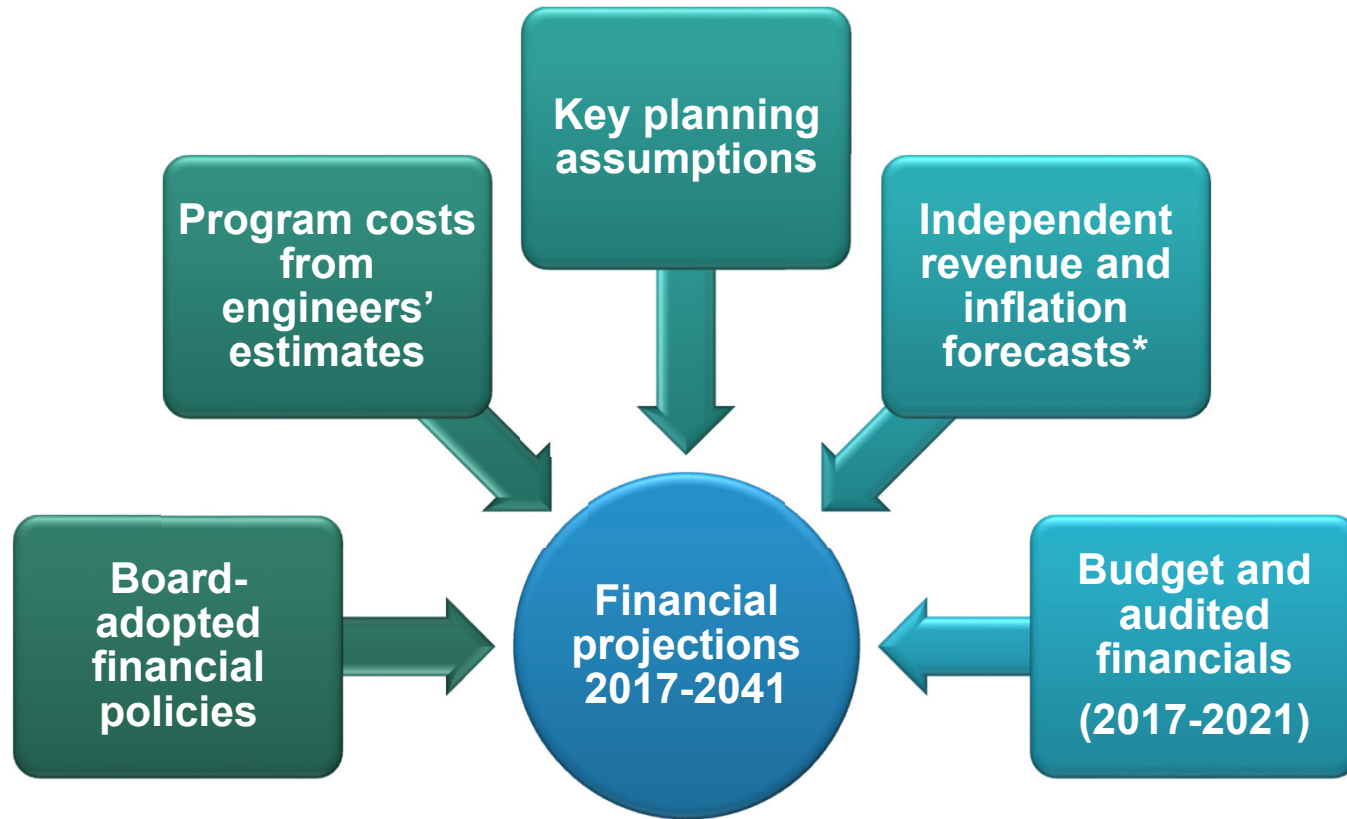 Key planning
assumptions
Program costs
from
engineers’
estimates
Independent
revenue and
inflation
forecasts*
Board-
adopted
financial
policies
Financial
projections
2017-2041
Budget and
audited
financials
(2017-2021)